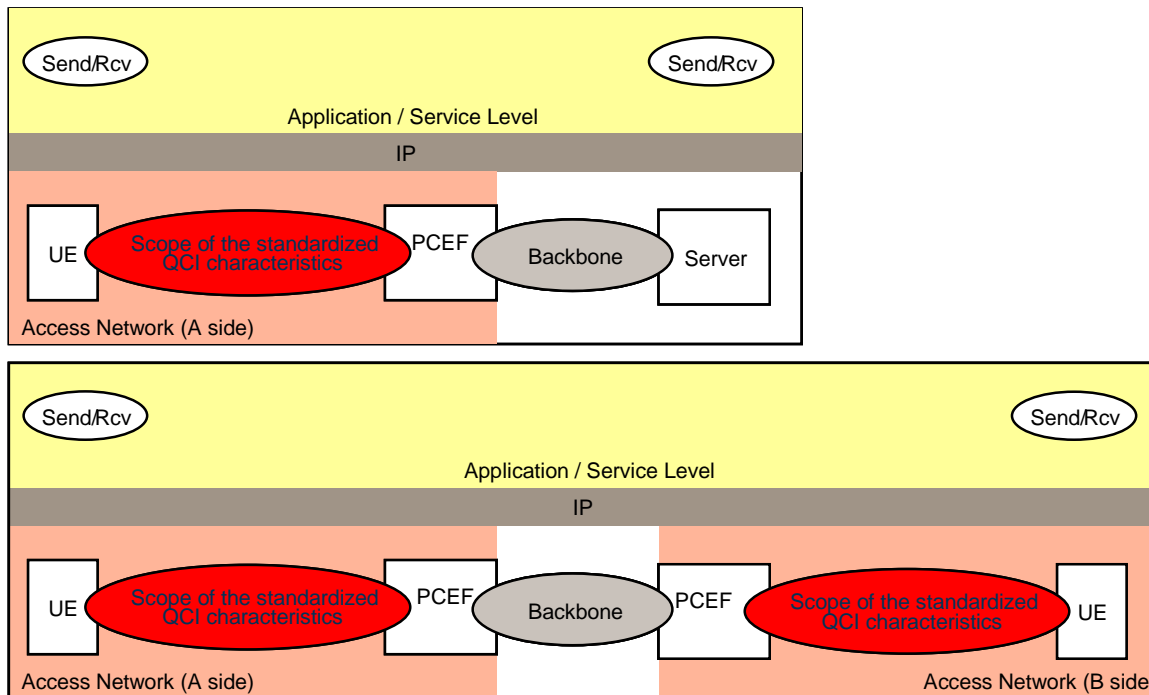 Send/Rcv
Send/Rcv
Application / Service Level
IP
UE
Scope of the standardized
QCI characteristics
PCEF
Backbone
Server
Access Network (A side)
Send/Rcv
Send/Rcv
Application / Service Level
IP
UE
Scope of the standardized
QCI characteristics
PCEF
Backbone
PCEF
Scope of the standardized
QCI characteristics
UE
Access Network (A side)
Access Network (B side